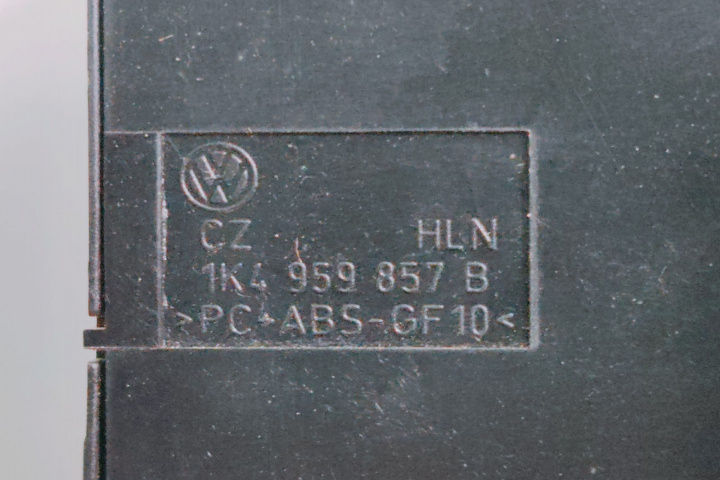 CZ HLN
1K4 959 857 B
>PC+ABS-GF10<